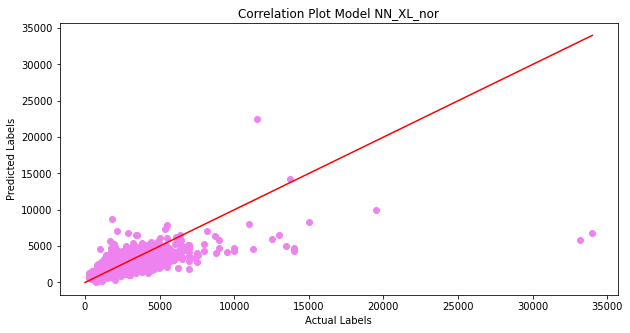 Correlation Plot Model NN_XL_nor
Predicted Labels
35000
30000
25000
20000
15000
10000
5000
0
0 5000 10000 15000 20000 25000 30000 35000
Actual Labels